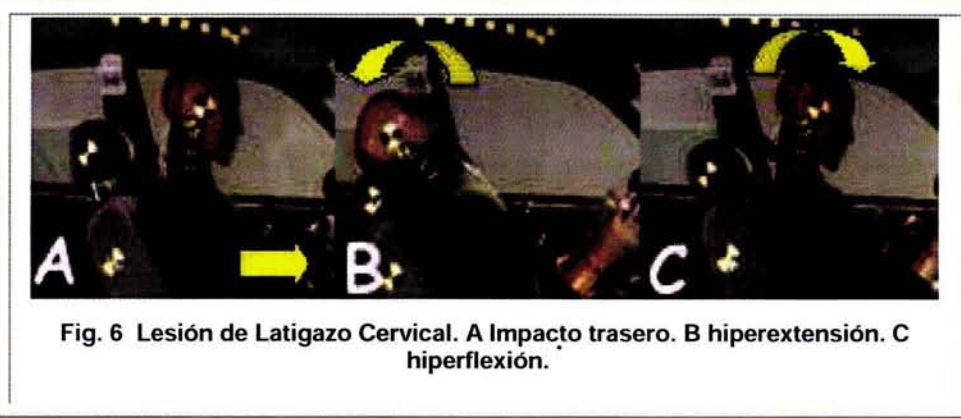 A
B
C
Fig. 6 Lesión de Latigazo Cervical. A Impacto trasero. B hiperextensión. C
hiperflexión.